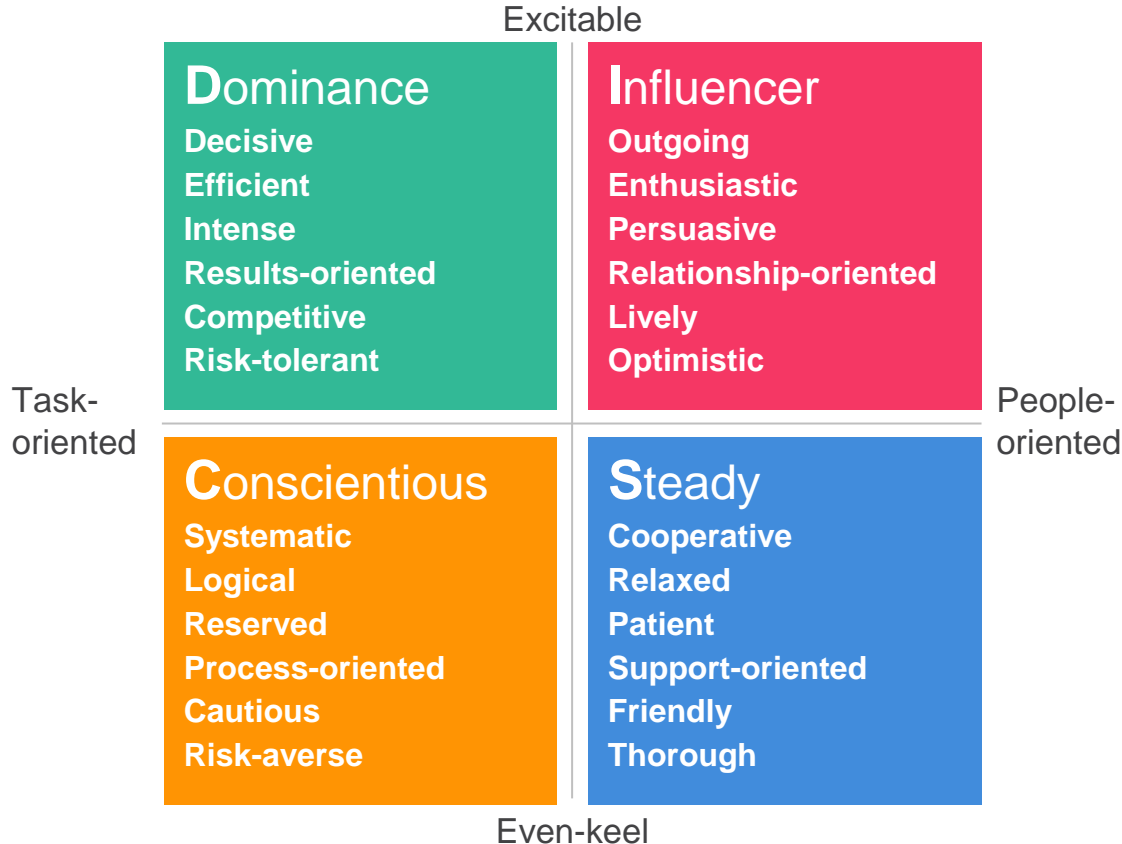 Excitable
Dominance
Decisive
Efficient
Intense
Results-oriented
Competitive
Risk-tolerant
Influencer
Outgoing
Enthusiastic
Persuasive
Relationship-oriented
Lively
Optimistic
Task-
oriented
People-
oriented
Conscientious
Systematic
Logical
Reserved
Process-oriented
Cautious
Risk-averse
Steady
Cooperative
Relaxed
Patient
Support-oriented
Friendly
Thorough
Even-keel